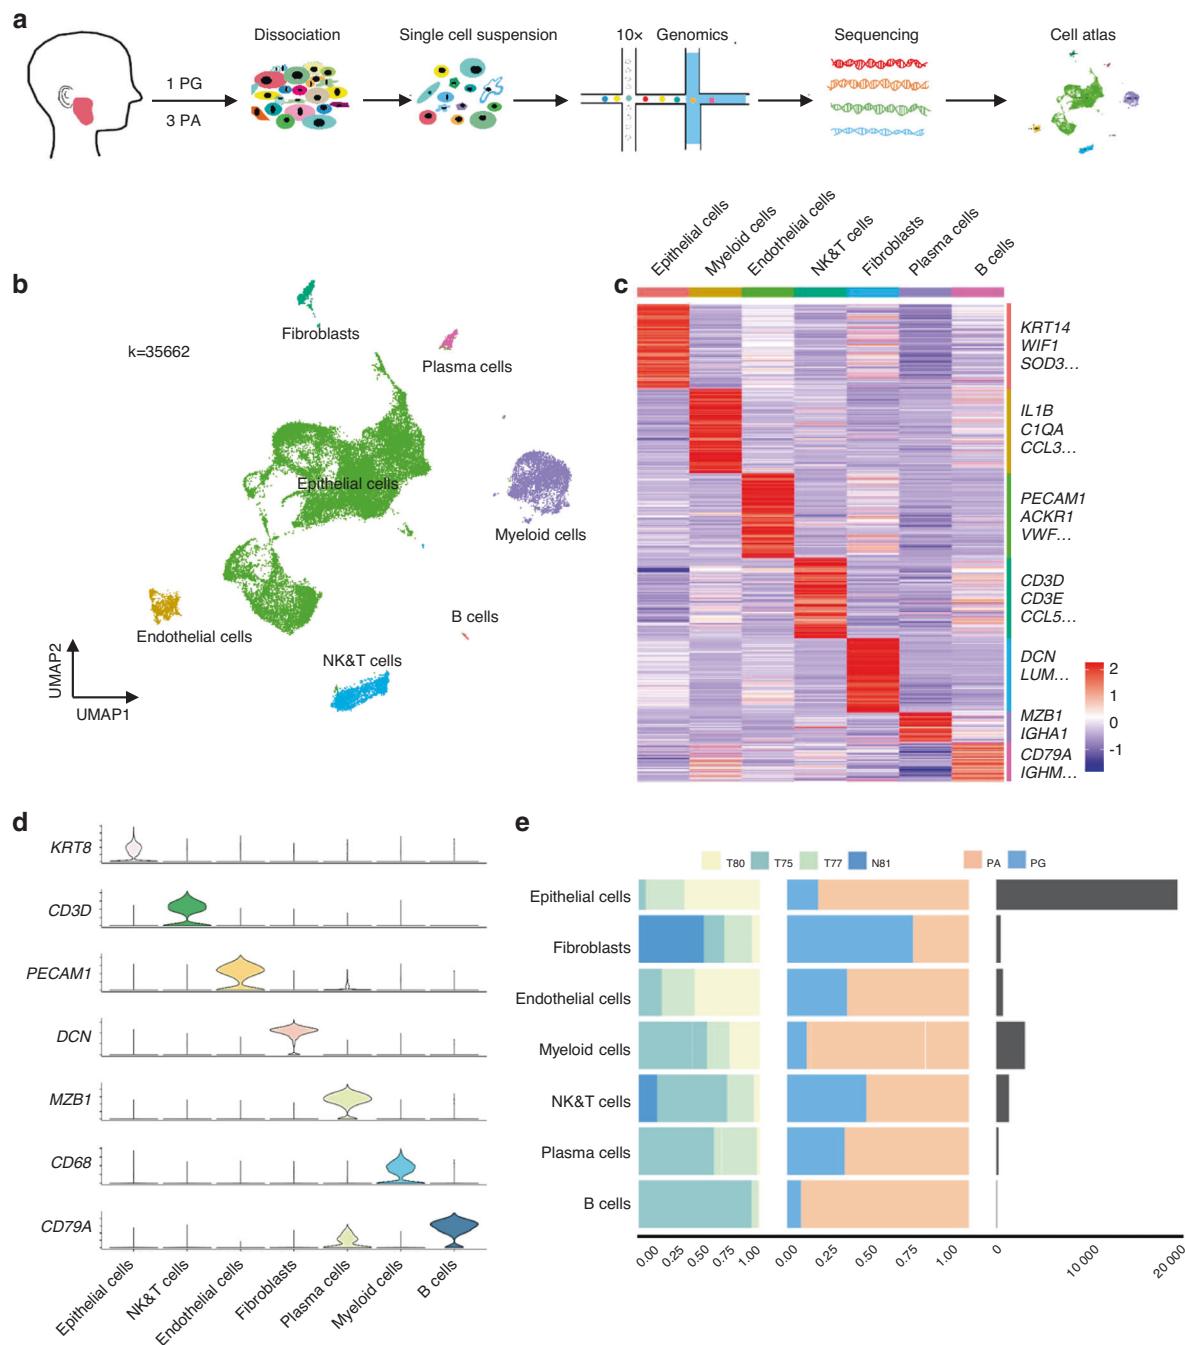 a
Dissociation
Single cell suspension
10× Genomics
Sequencing
Cell atlas
1 PG
3 PA
b
k=35662
Fibroblasts
Plasma cells
Epithelial cells
Myeloid cells
B cells
Endothelial cells
NK&T cells
UMAP2
UMAP1
c
Epithelial cells
Myeloid cells
Endothelial cells
NK&T cells
Fibroblasts
Plasma cells
B cells
KRT14
WIF1
SOD3…
IL1B
C1QA
CCL3…
PECAM1
ACKR1
VWF…
CD3D
CD3E
CCL5…
DCN
LUM…
MZB1
IGHA1
CD79A
IGHM…
2
1
0
-1
d
KRT8
CD3D
PECAM1
DCN
MZB1
CD68
CD79A
Epithelial cells
NK&T cells
Endothelial cells
Fibroblasts
Plasma cells
Myeloid cells
B cells
e
T80 T75 T77 N81
PA PG
Epithelial cells
Fibroblasts
Endothelial cells
Myeloid cells
NK&T cells
Plasma cells
B cells
0.00 0.25 0.50 0.75 1.00
0.00 0.25 0.50 0.75 1.00
0 10 000 20 000